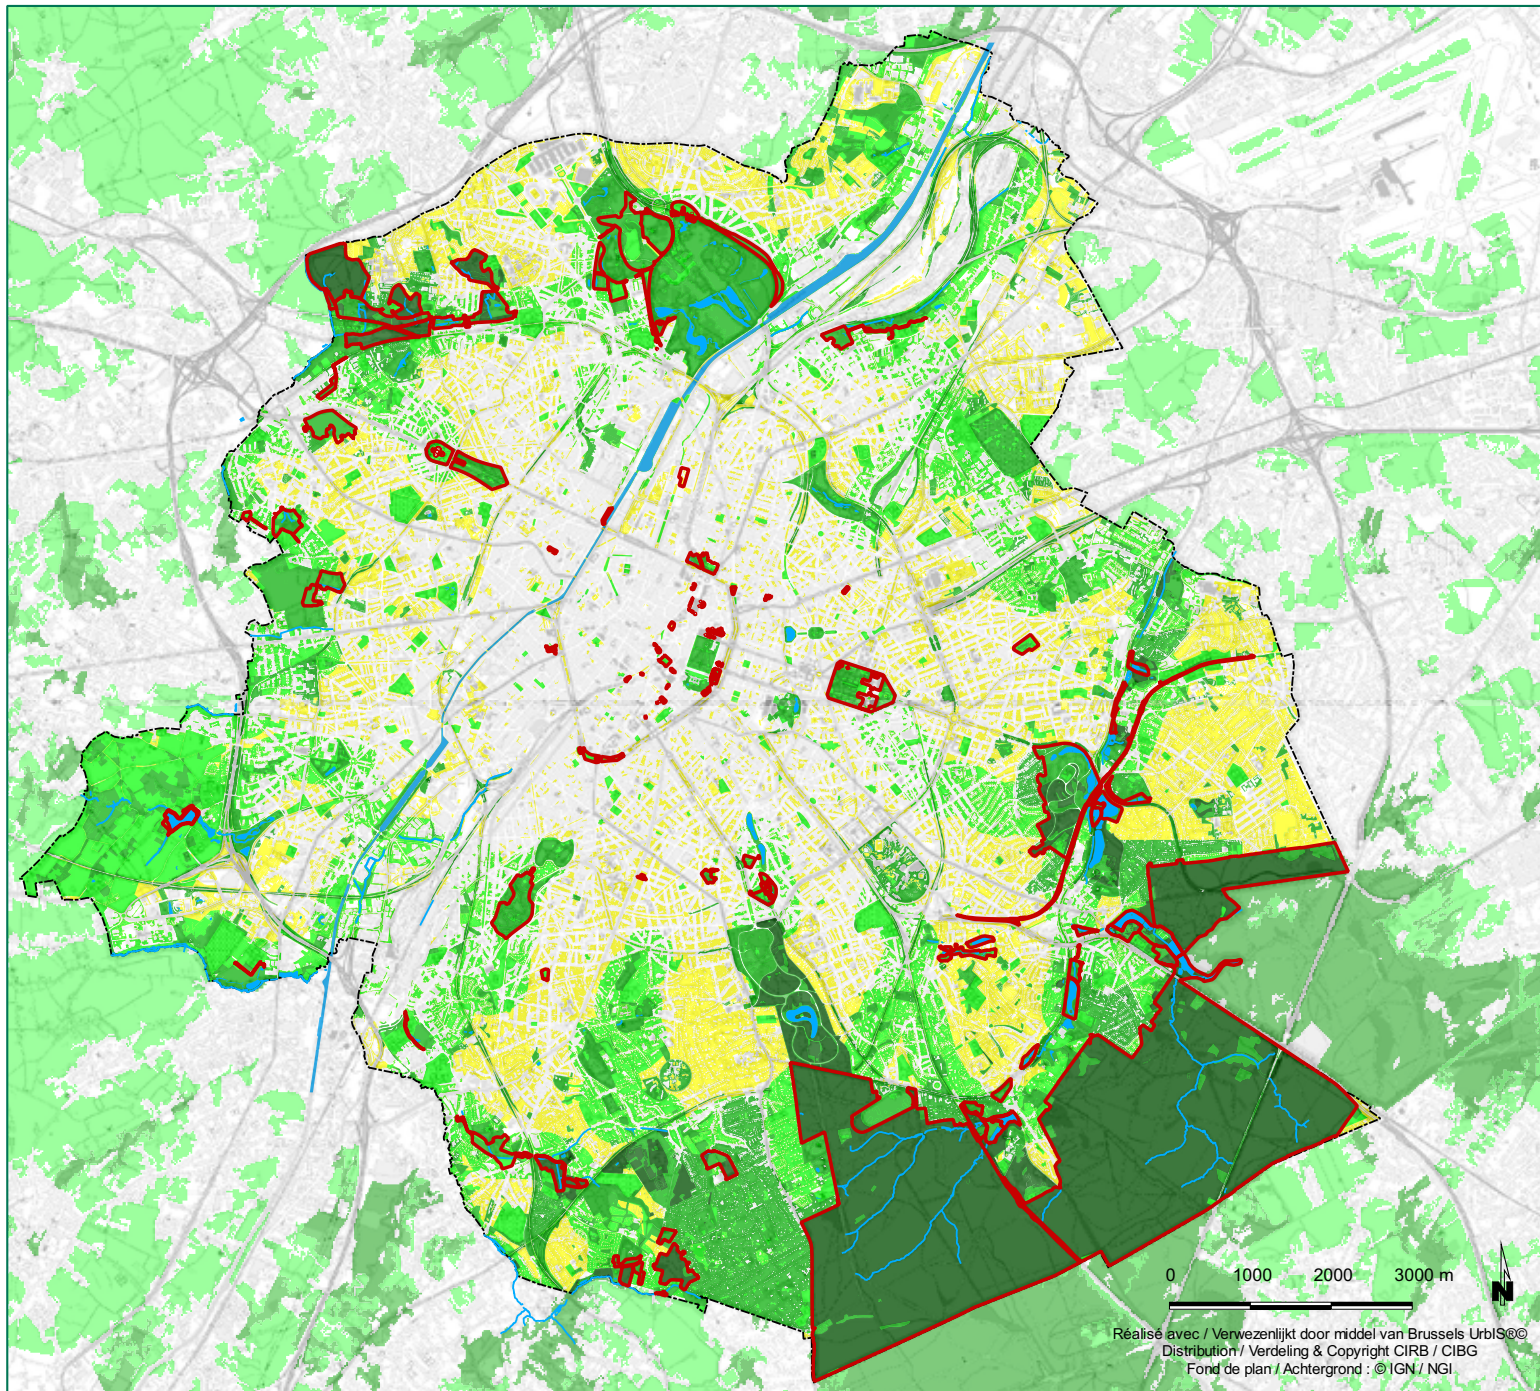 0 1000 2000 3000 m
N
Réalisé avec / Verwezenlijkt door middel van Brussels UrbIS®©
Distribution / Verdeling & Copyright CIRB / CIBG
Fond de plan / Achtergrond : © IGN / NGI